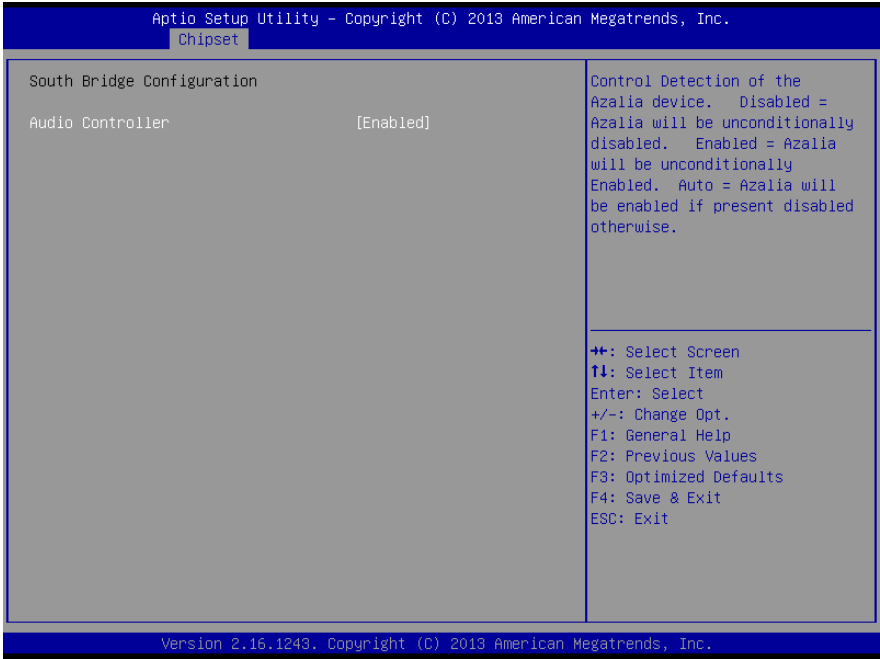 Aptio Setup Utility – Copyright (C) 2013 American Megatrends, Inc.
Chipset
South Bridge Configuration
Audio Controller [Enabled]
Control Detection of the
Azalia device. Disabled =
Azalia will be unconditionally
disabled. Enabled = Azalia
will be unconditionally
Enabled. Auto = Azalia will
be enabled if present disabled
otherwise.
→←: Select Screen
↑↓: Select Item
Enter: Select
+/-: Change Opt.
F1: General Help
F2: Previous Values
F3: Optimized Defaults
F4: Save & Exit
ESC: Exit
Version 2.16.1243. Copyright (C) 2013 American Megatrends, Inc.